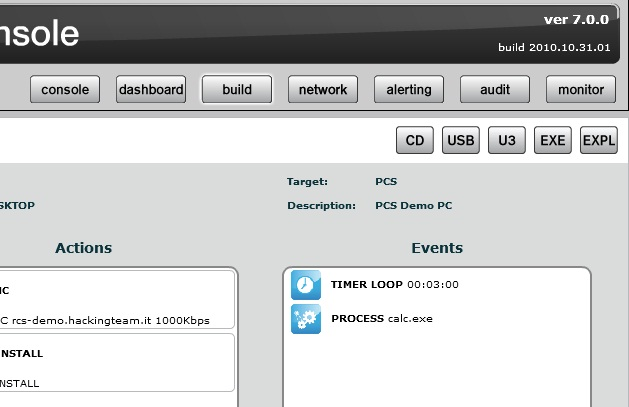 nsole
ver 7.0.0
build 2010.10.31.01
console dashboard build network alerting audit monitor
CD USB U3 EXE EXPL
Target: PCS
SKTOP
Description: PCS Demo PC
Actions
Events
NC
C rcs-demo.hackingteam.it 1000Kbps
NSTALL
NSTALL
TIMER LOOP 00:03:00
PROCESS calc.exe